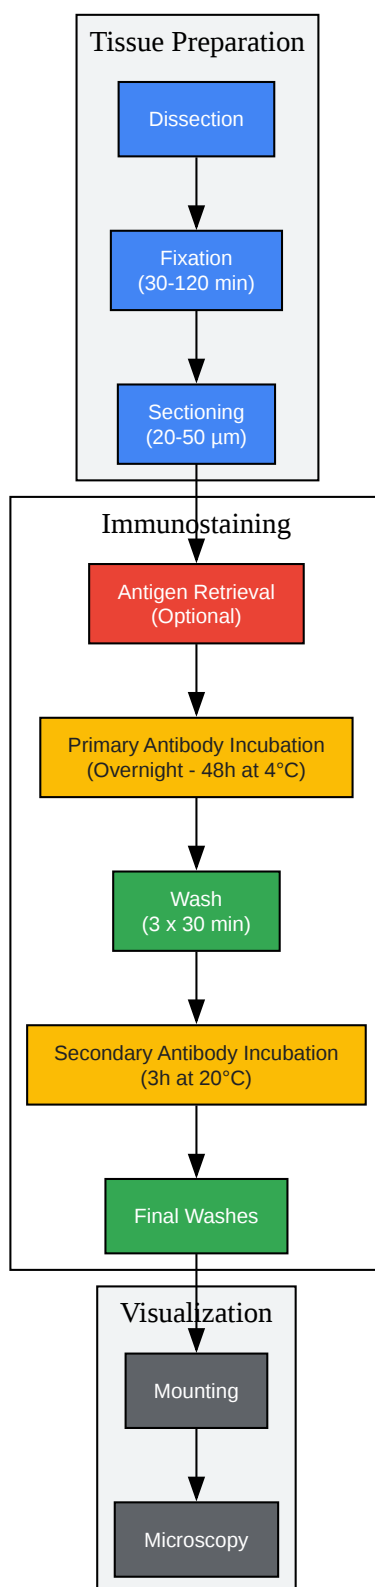 Tissue Preparation
Dissection
Fixation
(30-120 min)
Sectioning
(20-50 µm)
Immunostaining
Antigen Retrieval
(Optional)
Primary Antibody Incubation
(Overnight - 48h at 4°C)
Wash
(3 x 30 min)
Secondary Antibody Incubation
(3h at 20°C)
Final Washes
Visualization
Mounting
Microscopy